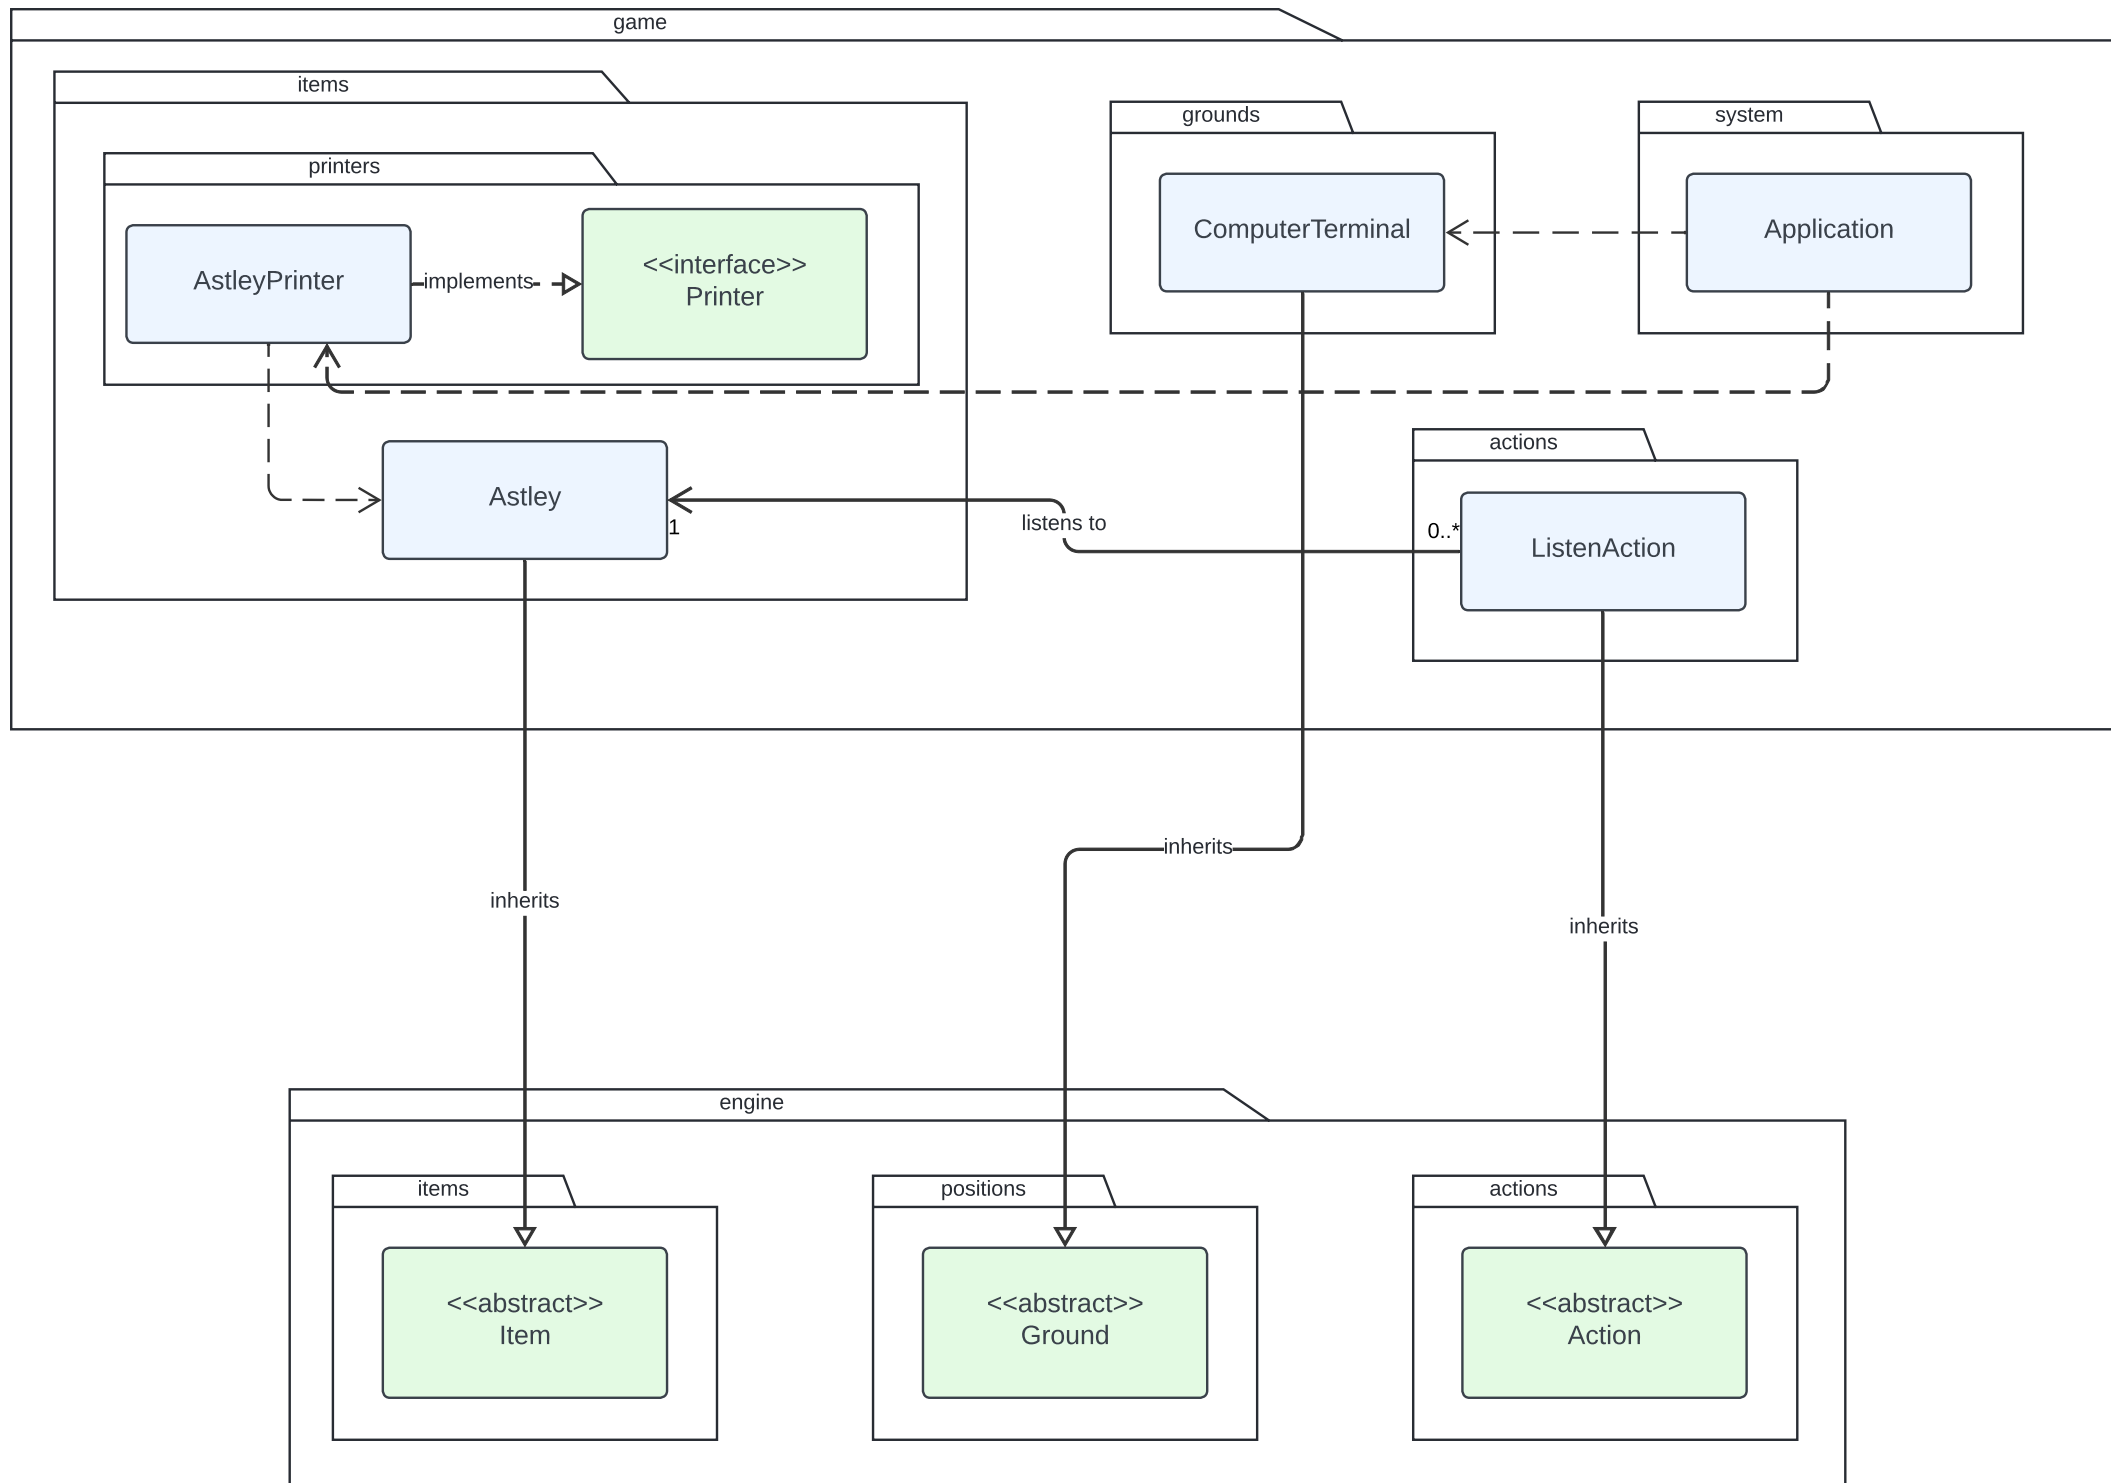 game
items
grounds
system
printers
AstleyPrinter
implements
<<interface>>
Printer
ComputerTerminal
Application
actions
Astley
1
listens to
0..*
ListenAction
inherits
inherits
inherits
engine
items
positions
actions
<<abstract>>
Item
<<abstract>>
Ground
<<abstract>>
Action